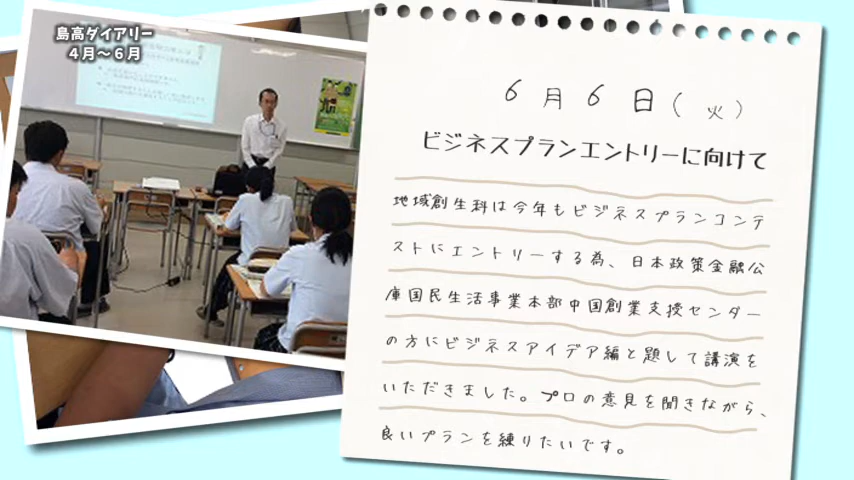 島高ダイアリー
4月～6月
6月6日(火)
ビジネスプランエントリーに向けて
地域創生科は今年もビジネスプランコンテ
ストにエントリーする為、日本政策金融公
庫国民生活事業本部中国創業支援センター
の方にビジネスアイデア編と題して講演を
いただきました。プロの意見を聞きながら、
良いプランを練りたいです。